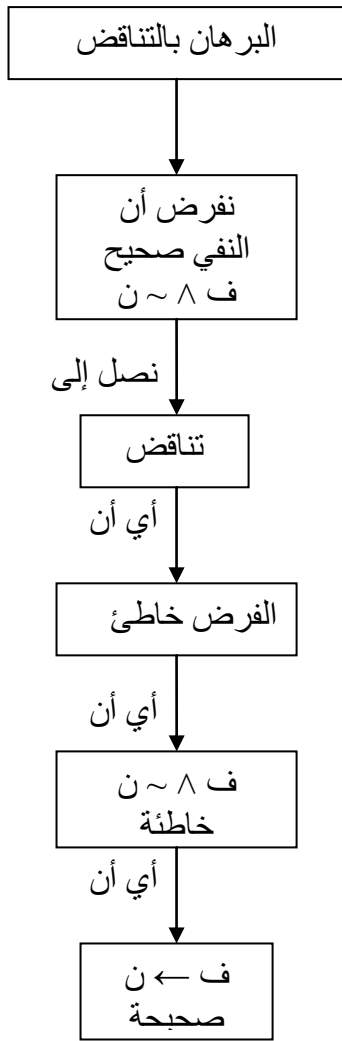 البرهان بالتناقض
نفرض أن
النفي صحيح
ف ∧ ~ ن
نصل إلى
تناقض
أي أن
الفرض خاطئ
أي أن
ف ∧ ~ ن
خاطئة
أي أن
ف ← ن
صحيحة